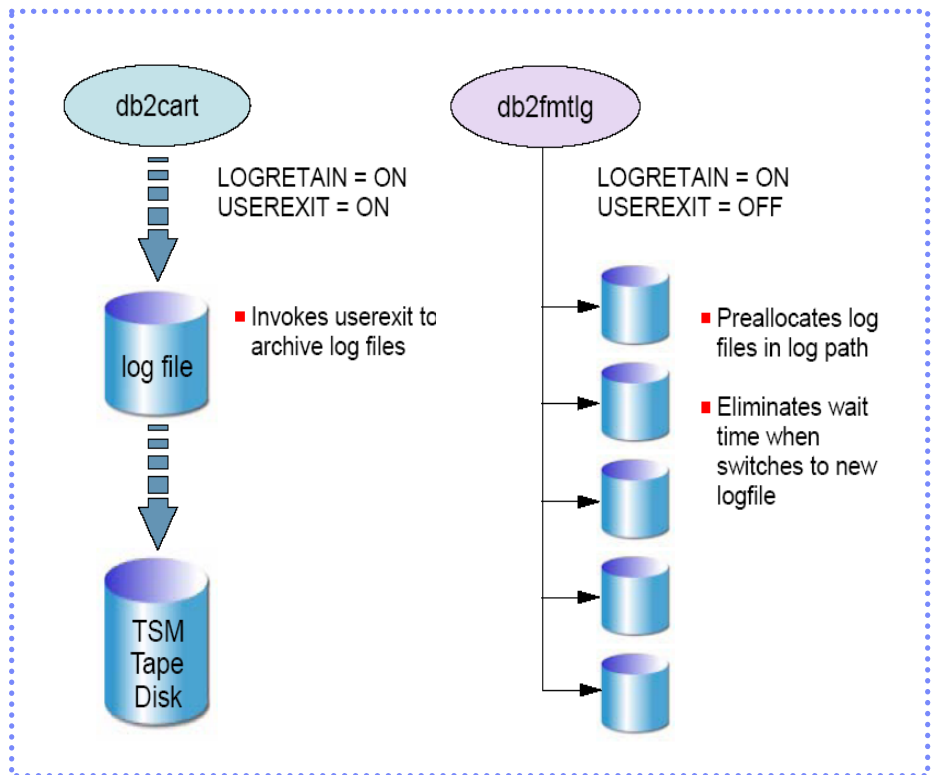 db2cart
LOGRETAIN = ON
USEREXIT = ON
log file
Invokes userexit to
archive log files
TSM
Tape
Disk
db2fmtlg
LOGRETAIN = ON
USEREXIT = OFF
Preallocates log
files in log path
Eliminates wait
time when
switches to new
logfile